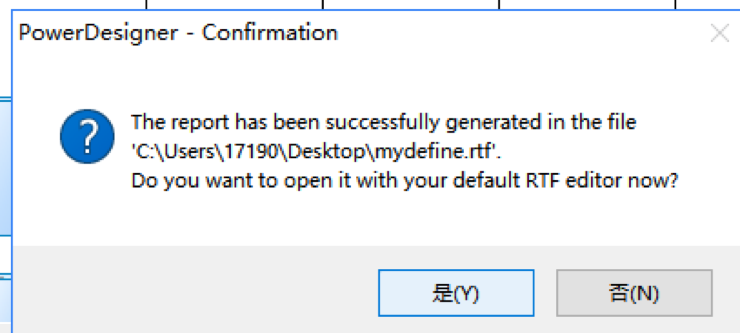 PowerDesigner - Confirmation
The report has been successfully generated in the file
'C:\Users\17190\Desktop\mydefine.rtf'.
Do you want to open it with your default RTF editor now?
是(Y)
否(N)